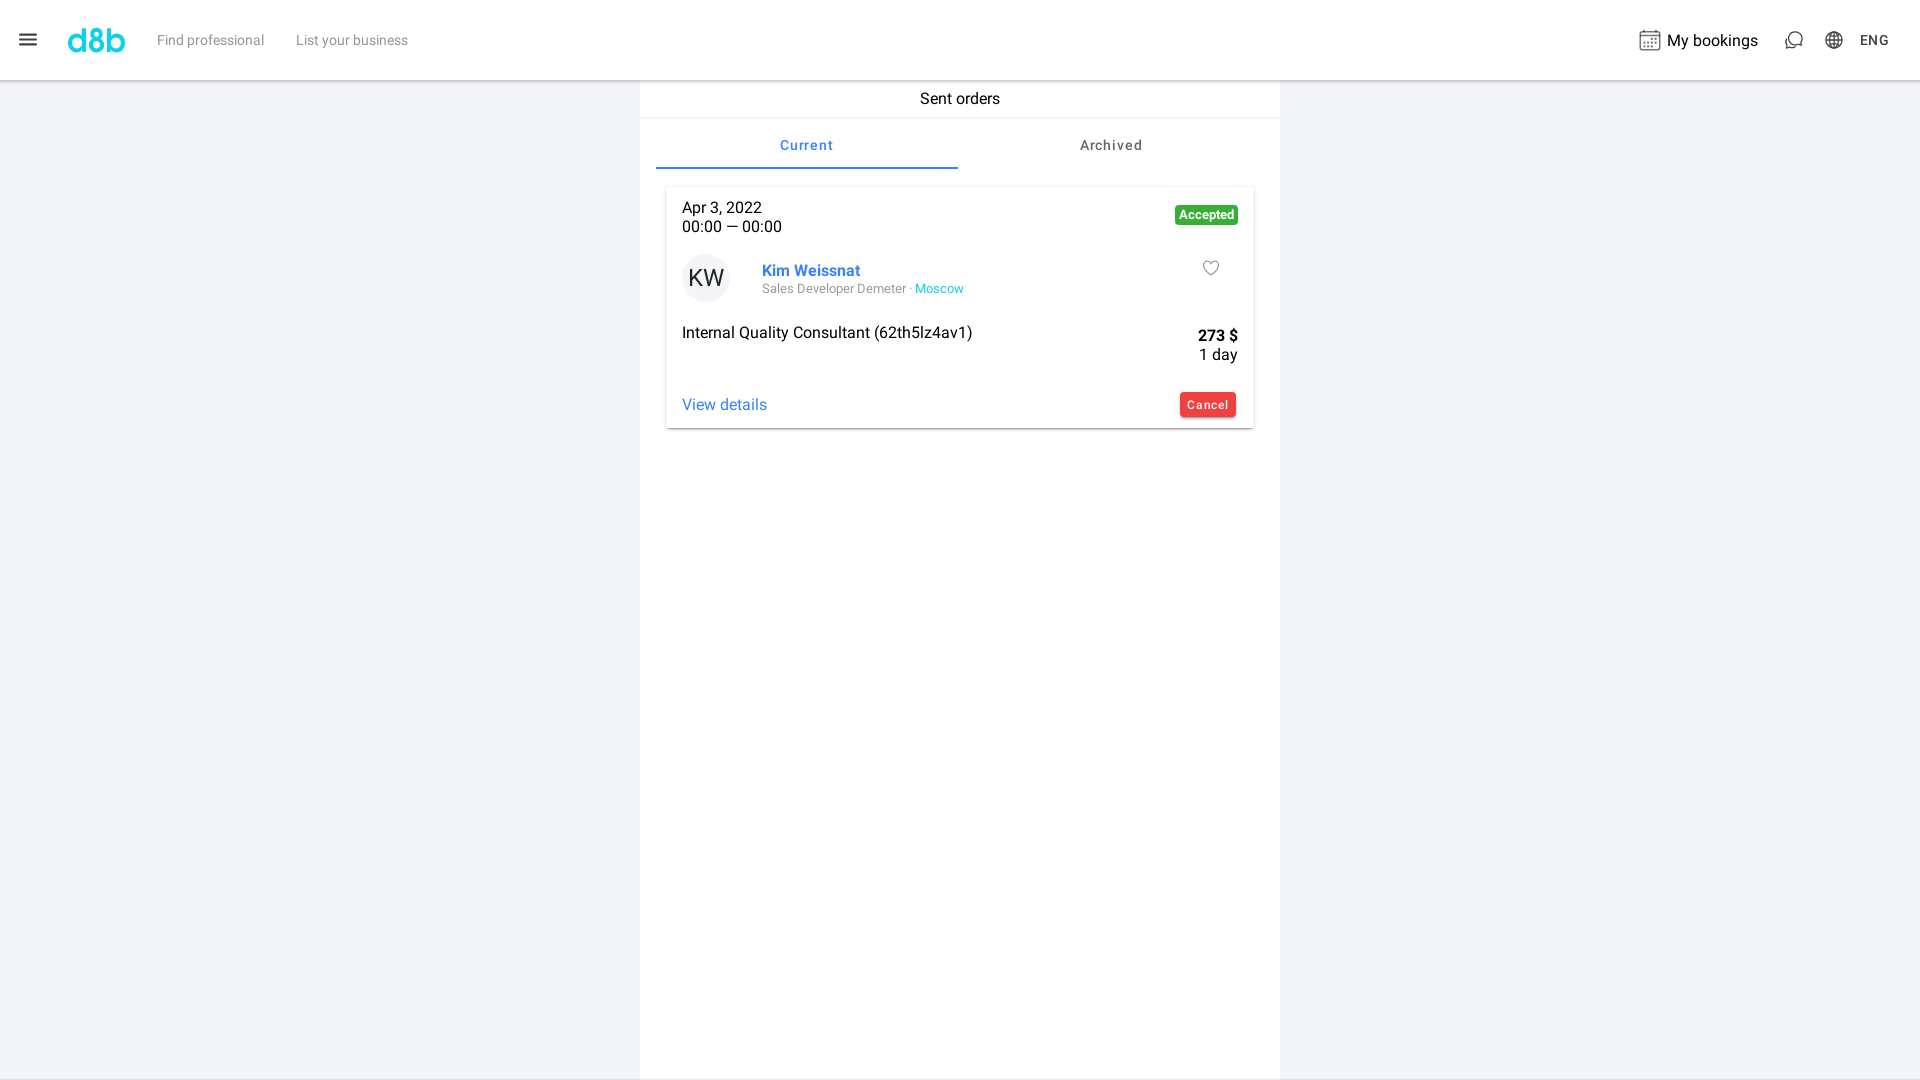 d8b
Find professional
List your business
My bookings
ENG
Sent orders
Current
Archived
Apr 3, 2022
00:00 — 00:00
Accepted
KW
Kim Weissnat
Sales Developer Demeter · Moscow
Internal Quality Consultant (62th5lz4av1)
273 $
1 day
View details
Cancel